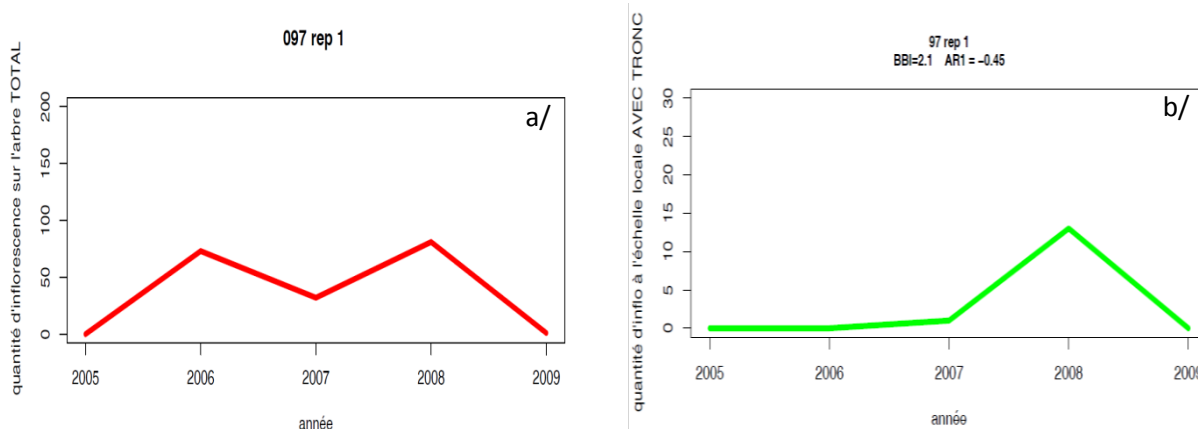 097 rep 1
a/
quantité d'inflorescence sur l'arbre TOTAL
200
150
100
50
0
2005 2006 2007 2008 2009
année
97 rep 1
BBI=2.1 AR1 = −0.45
b/
quantité d'inflo à l'échelle locale AVEC TRONC
30
25
20
15
10
5
0
2005 2006 2007 2008 2009
année